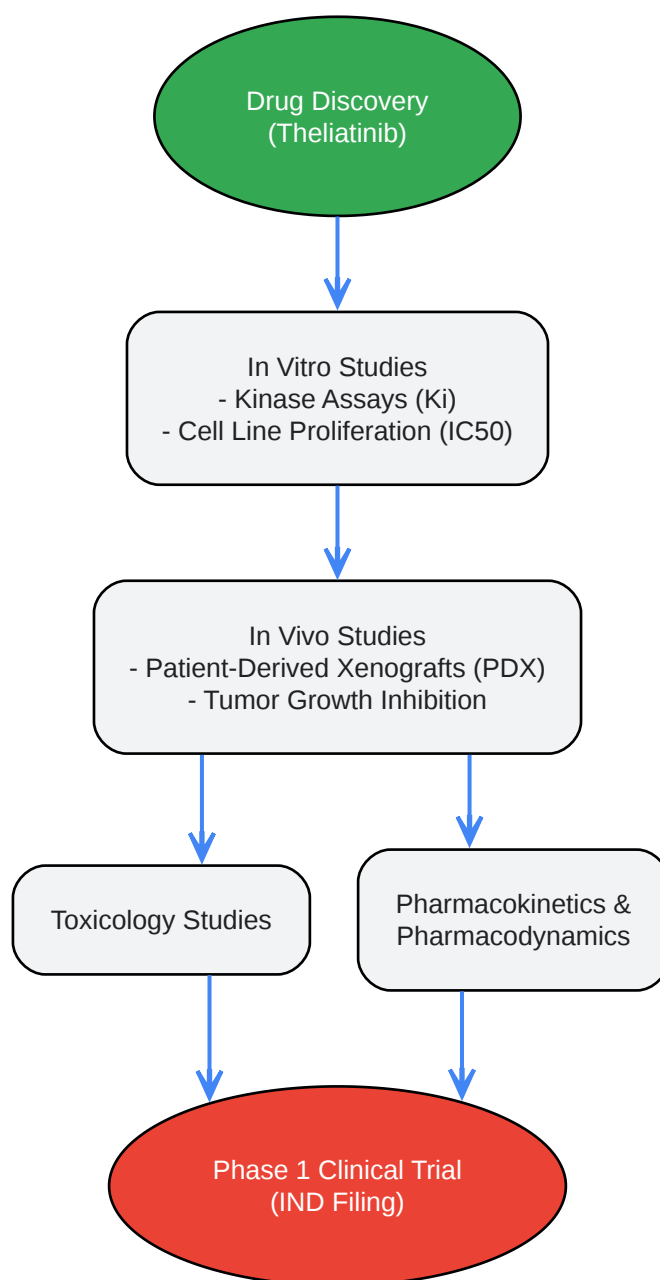 Drug Discovery
(Theliatinib)
In Vitro Studies
- Kinase Assays (Ki)
- Cell Line Proliferation (IC50)
In Vivo Studies
- Patient-Derived Xenografts (PDX)
- Tumor Growth Inhibition
Toxicology Studies
Pharmacokinetics &
Pharmacodynamics
Phase 1 Clinical Trial
(IND Filing)